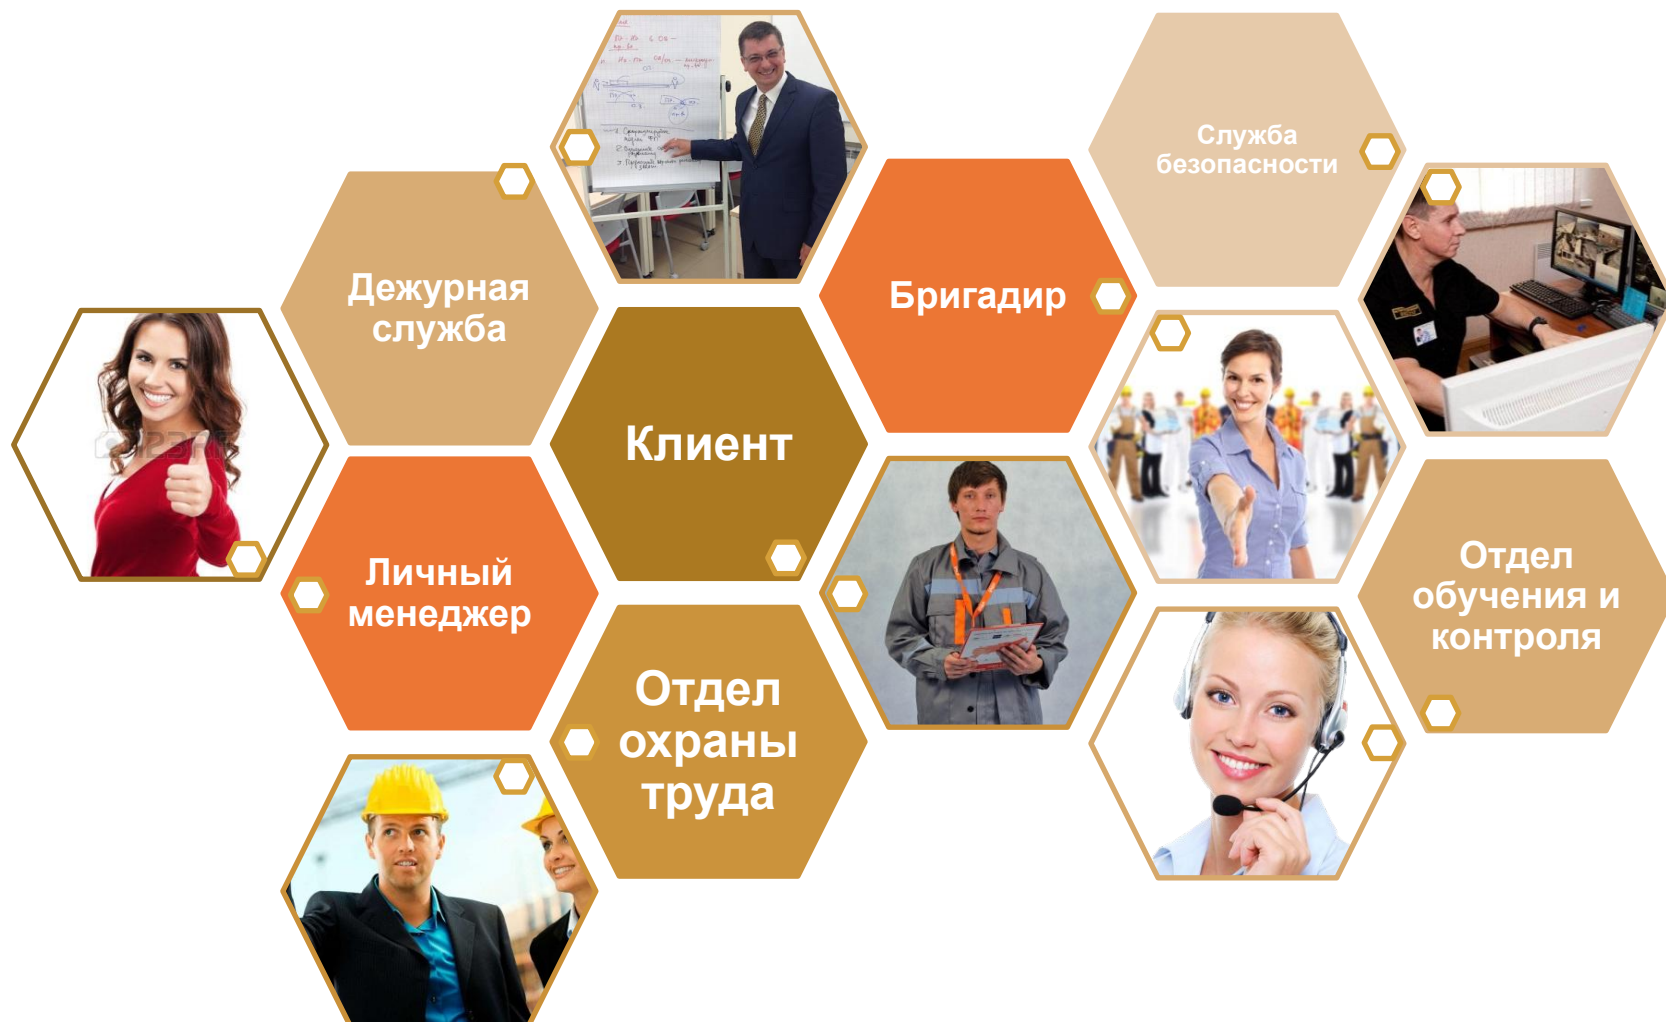 Служба
безопасности
Дежурная
служба
Бригадир
Клиент
Личный
менеджер
Отдел
обучения и
контроля
Отдел
охраны
труда